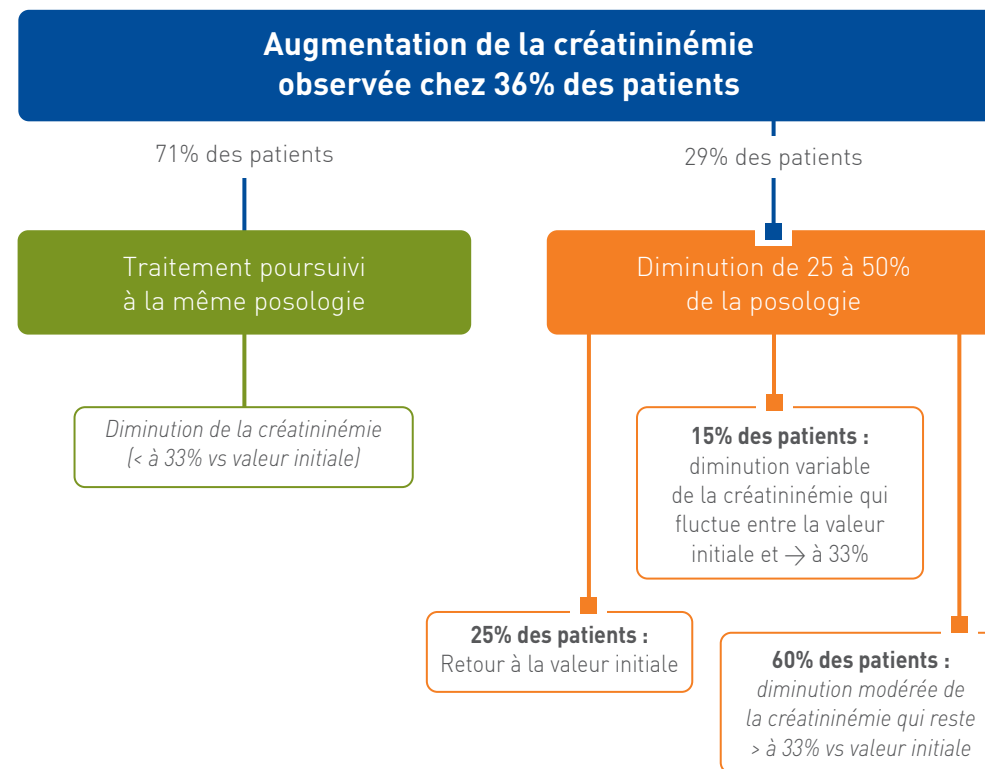 Augmentation de la créatininémie
observée chez 36% des patients
71% des patients
29% des patients
Traitement poursuivi
à la même posologie
Diminution de 25 à 50%
de la posologie
Diminution de la créatininémie
(< à 33% vs valeur initiale)
15% des patients :
diminution variable
de la créatininémie qui
fluctue entre la valeur
initiale et → à 33%
25% des patients :
Retour à la valeur initiale
60% des patients :
diminution modérée de
la créatininémie qui reste
> à 33% vs valeur initiale